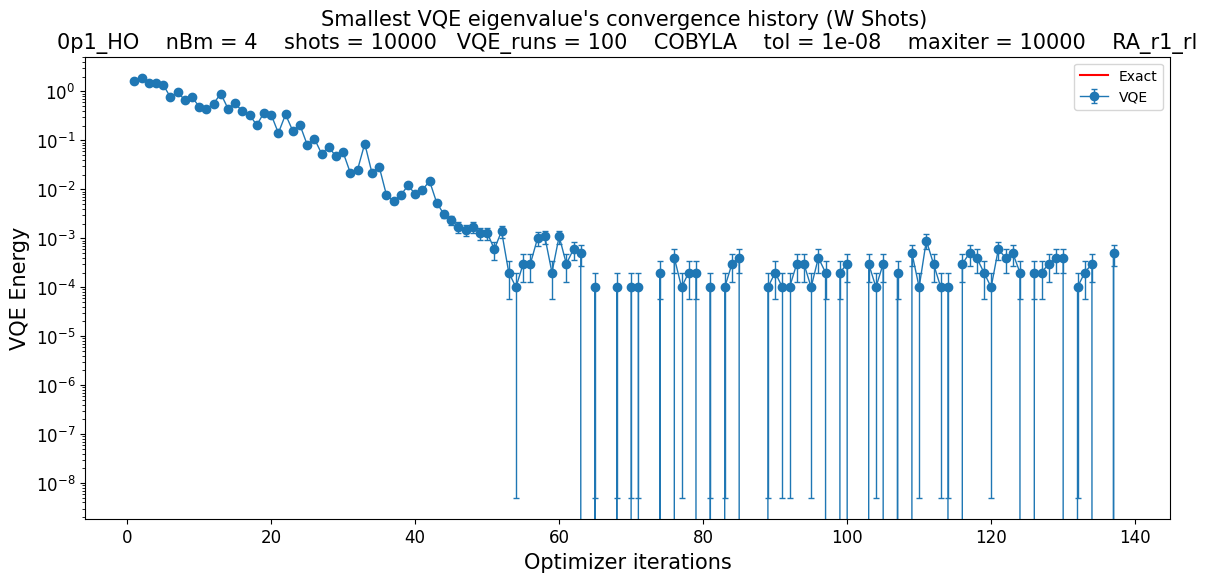 Smallest VQE eigenvalue's convergence history (W Shots)
0p1_HO    nBm = 4    shots = 10000   VQE_runs = 100    COBYLA    tol = 1e-08    maxiter = 10000    RA_r1_rl
Exact
VQE
VQE Energy
10⁰
10⁻¹
10⁻²
10⁻³
10⁻⁴
10⁻⁵
10⁻⁶
10⁻⁷
10⁻⁸
0 20 40 60 80 100 120 140
Optimizer iterations